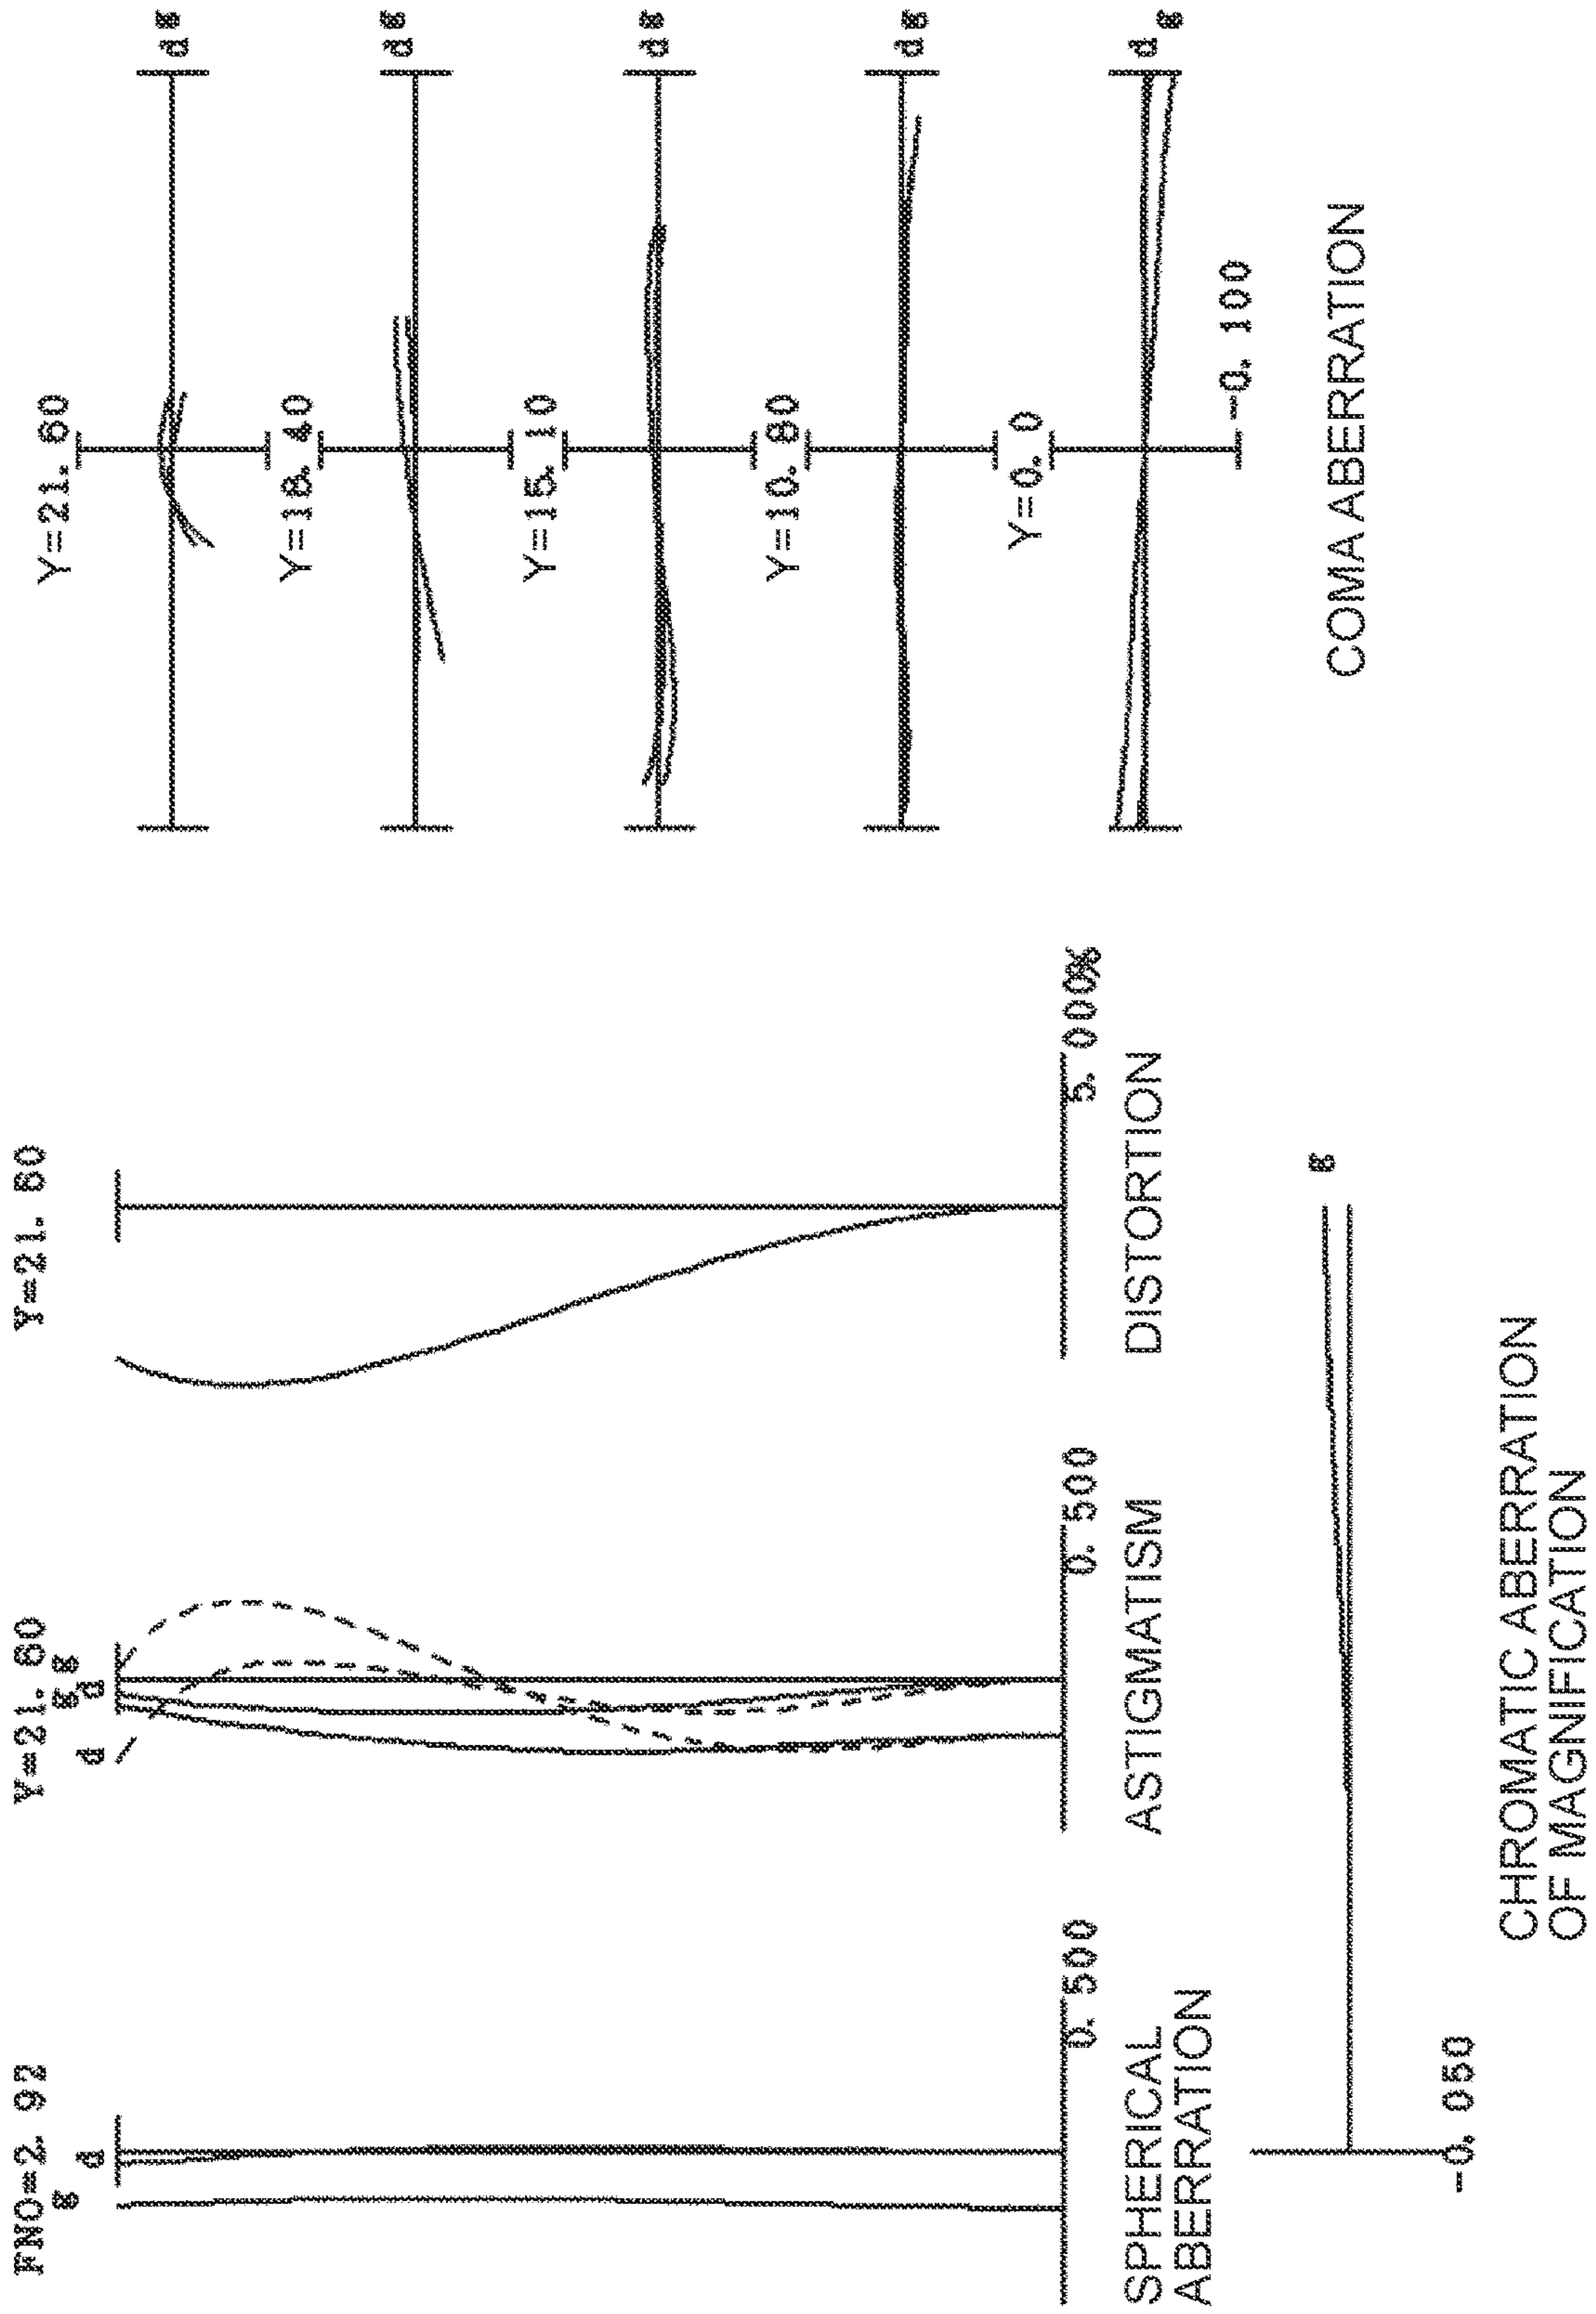 FNO=2. 92
g
d
0. 500
SPHERICAL
ABERRATION
Y=21. 60
d
g
d
g
0. 500
ASTIGMATISM
Y=21. 60
5. 000%
DISTORTION
g
-0. 050
CHROMATIC ABERRATION
OF MAGNIFICATION
Y=21. 60
d g
Y=18. 40
d g
Y=15. 10
d g
Y=10. 80
d g
Y=0. 0
d
g
-0. 100
COMA ABERRATION